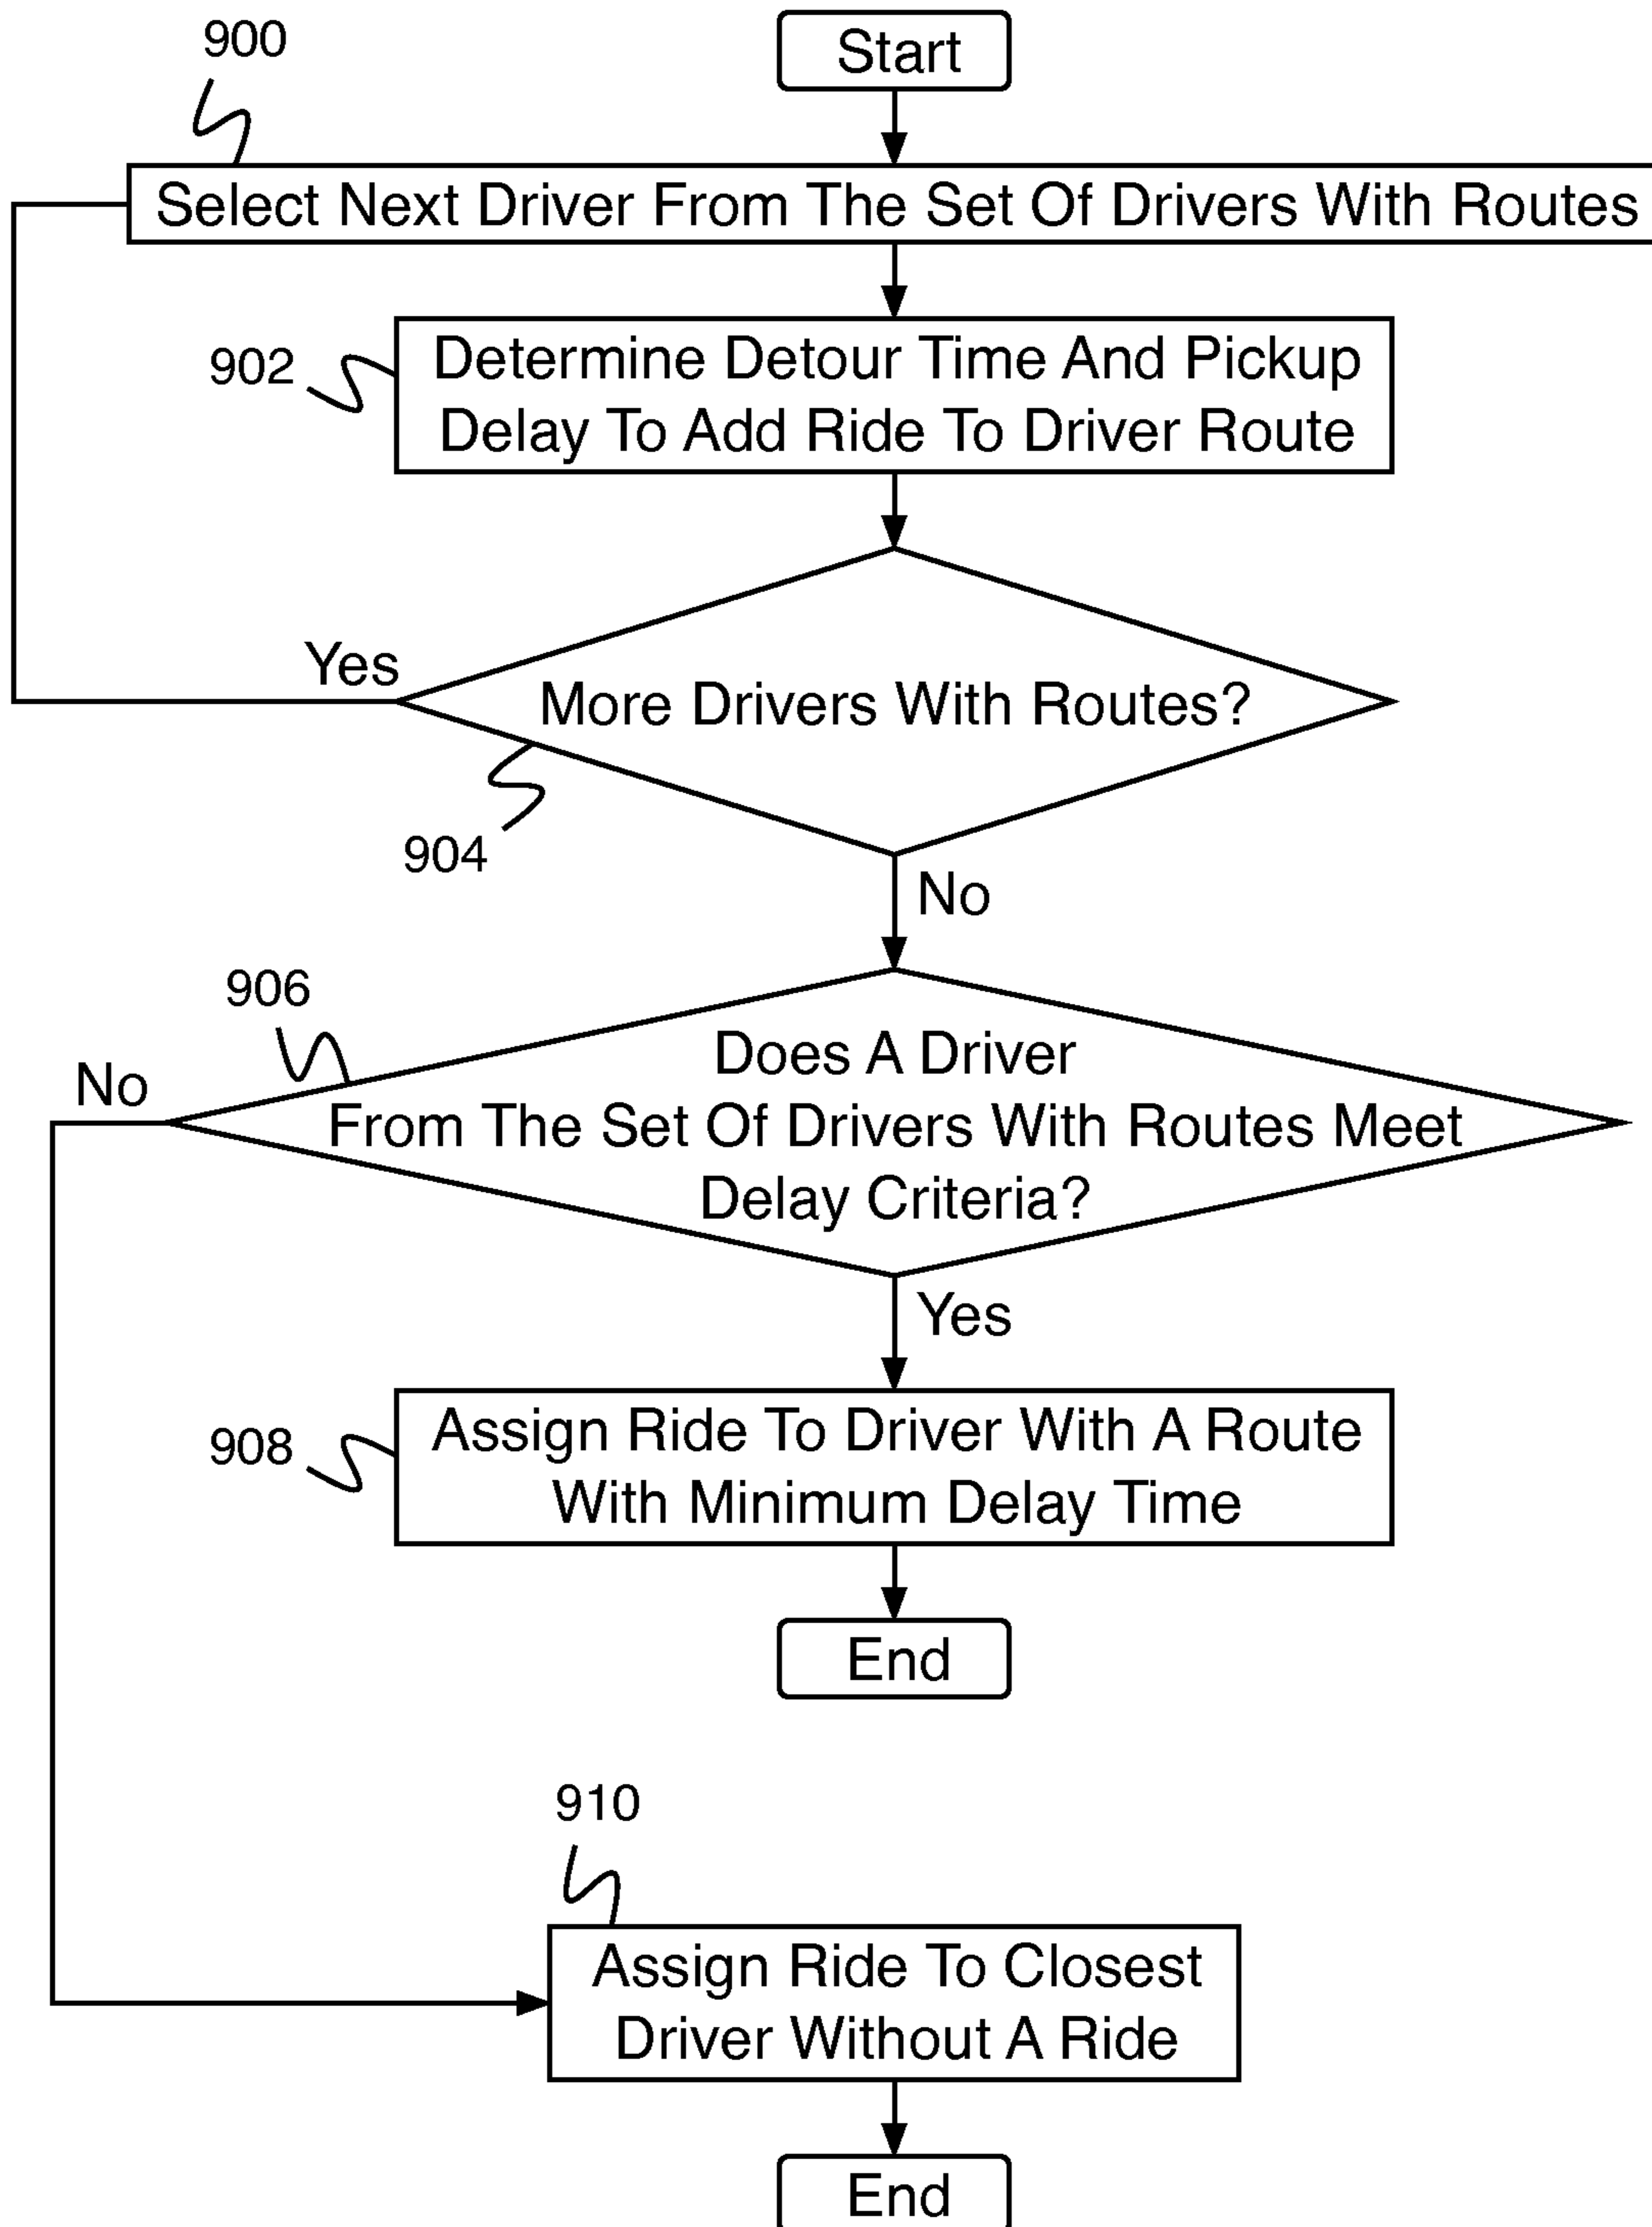 900
Start
Select Next Driver From The Set Of Drivers With Routes
902
Determine Detour Time And Pickup
Delay To Add Ride To Driver Route
Yes
More Drivers With Routes?
904
No
906
No
Does A Driver
From The Set Of Drivers With Routes Meet
Delay Criteria?
Yes
908
Assign Ride To Driver With A Route
With Minimum Delay Time
End
910
Assign Ride To Closest
Driver Without A Ride
End